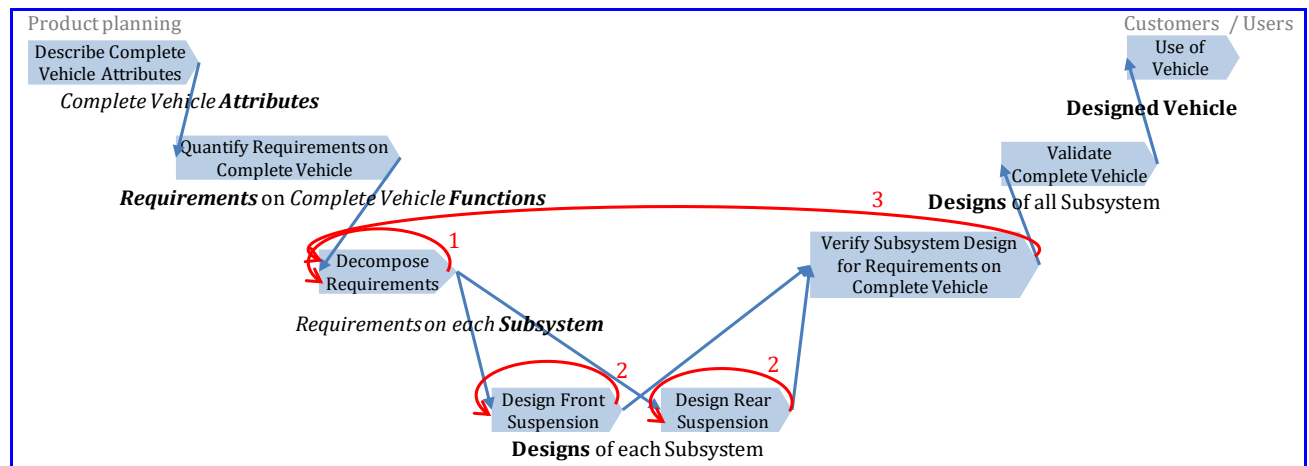 Product planning
Customers / Users
Describe Complete
Vehicle Attributes
Use of
Vehicle
Complete Vehicle Attributes
Designed Vehicle
Quantify Requirements on
Complete Vehicle
Validate
Complete Vehicle
Requirements on Complete Vehicle Functions
Designs of all Subsystem
3
1
Decompose
Requirements
Verify Subsystem Design
for Requirements on
Complete Vehicle
Requirements on each Subsystem
2
2
Design Front
Suspension
Design Rear
Suspension
Designs of each Subsystem